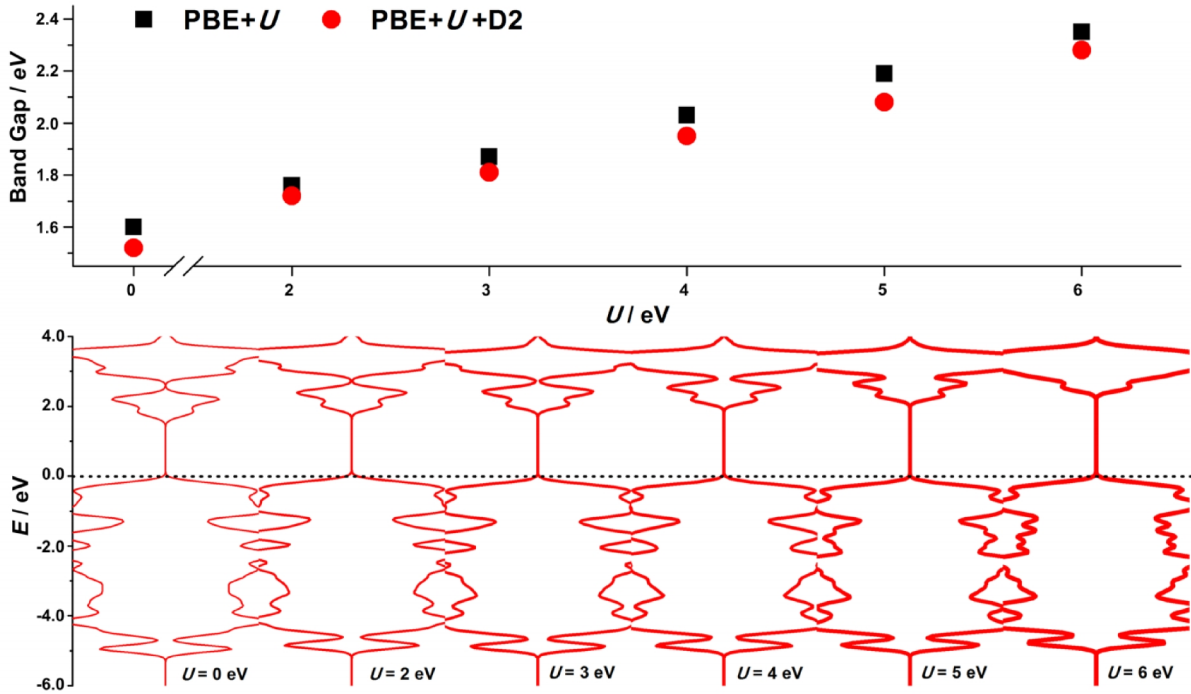 PBE+U PBE+U+D2
Band Gap / eV
2.4
2.2
2.0
1.8
1.6
0 2 3 4 5 6
U / eV
E / eV
4.0
2.0
0.0
-2.0
-4.0
-6.0
U = 0 eV U = 2 eV U = 3 eV U = 4 eV U = 5 eV U = 6 eV